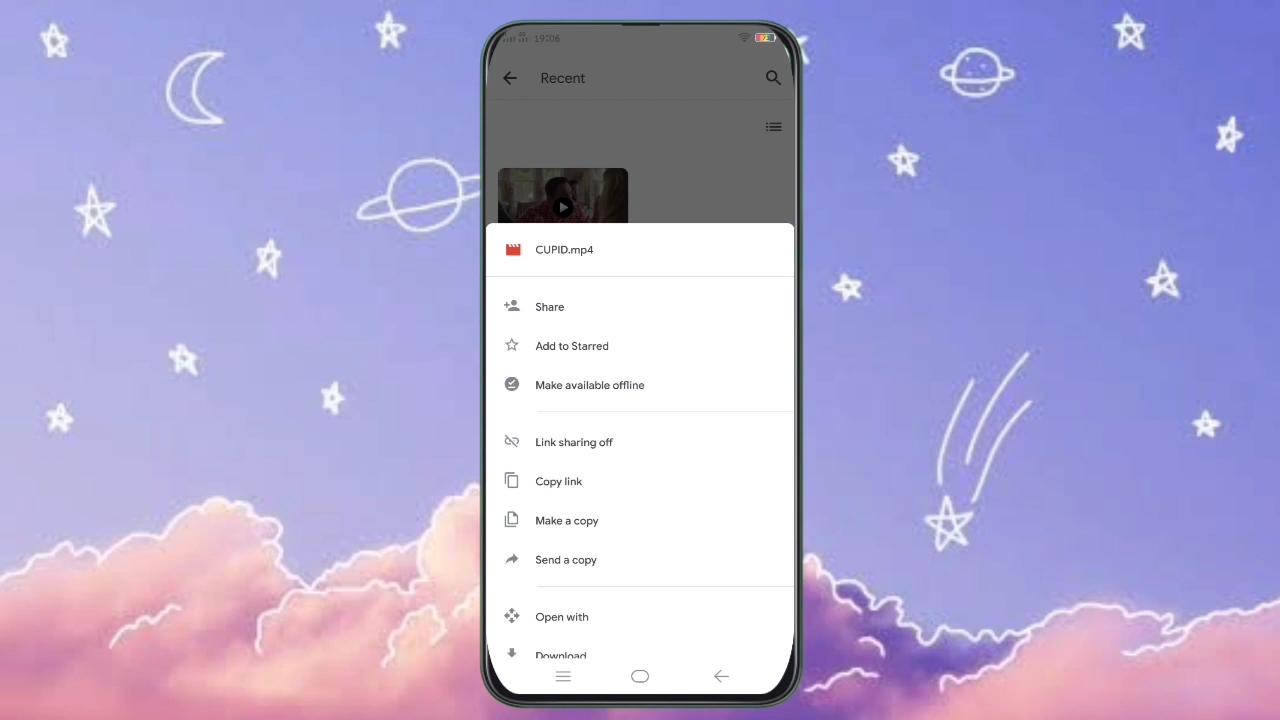 19:06
Recent
CUPID.mp4
Share
Add to Starred
Make available offline
Link sharing off
Copy link
Make a copy
Send a copy
Open with
Download